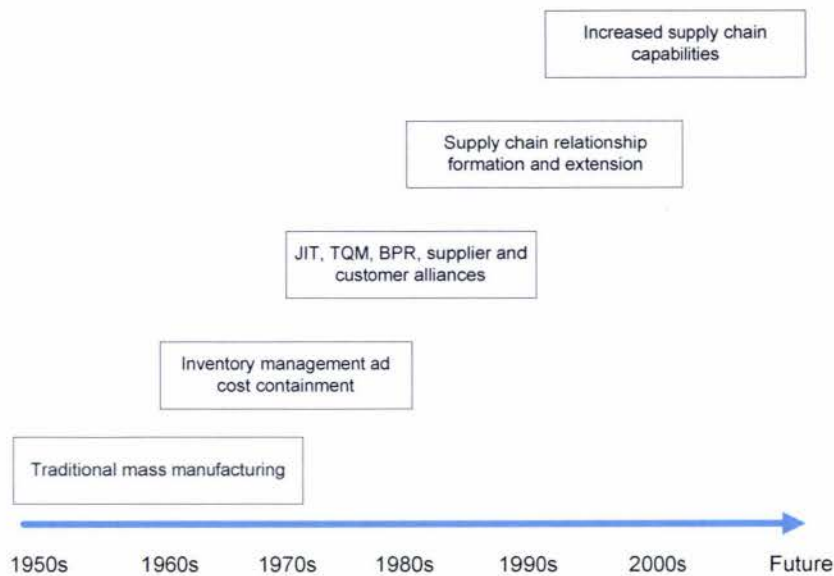 Increased supply chain
capabilities
Supply chain relationship
formation and extension
JIT, TQM, BPR, supplier and
customer alliances
Inventory management ad
cost containment
Traditional mass manufacturing
1950s 1960s 1970s 1980s 1990s 2000s Future